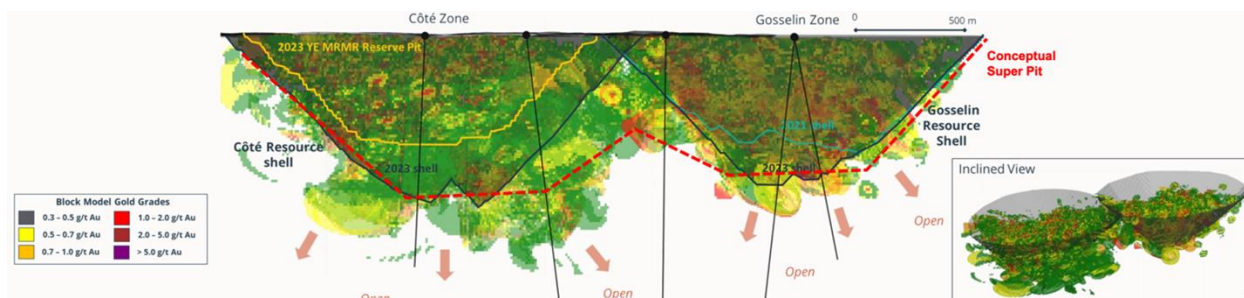 Côté Zone
Gosselin Zone
0
500 m
2023 YE MRMR Reserve Pit
Conceptual
Super Pit
2021 shell
Gosselin
Resource
Shell
Côté Resource
shell
2023 shell
2023 shell
Inclined View
Block Model Gold Grades
0.3 – 0.5 g/t Au
1.0 – 2.0 g/t Au
0.5 – 0.7 g/t Au
2.0 – 5.0 g/t Au
0.7 – 1.0 g/t Au
> 5.0 g/t Au
Open
Open
Open
Open